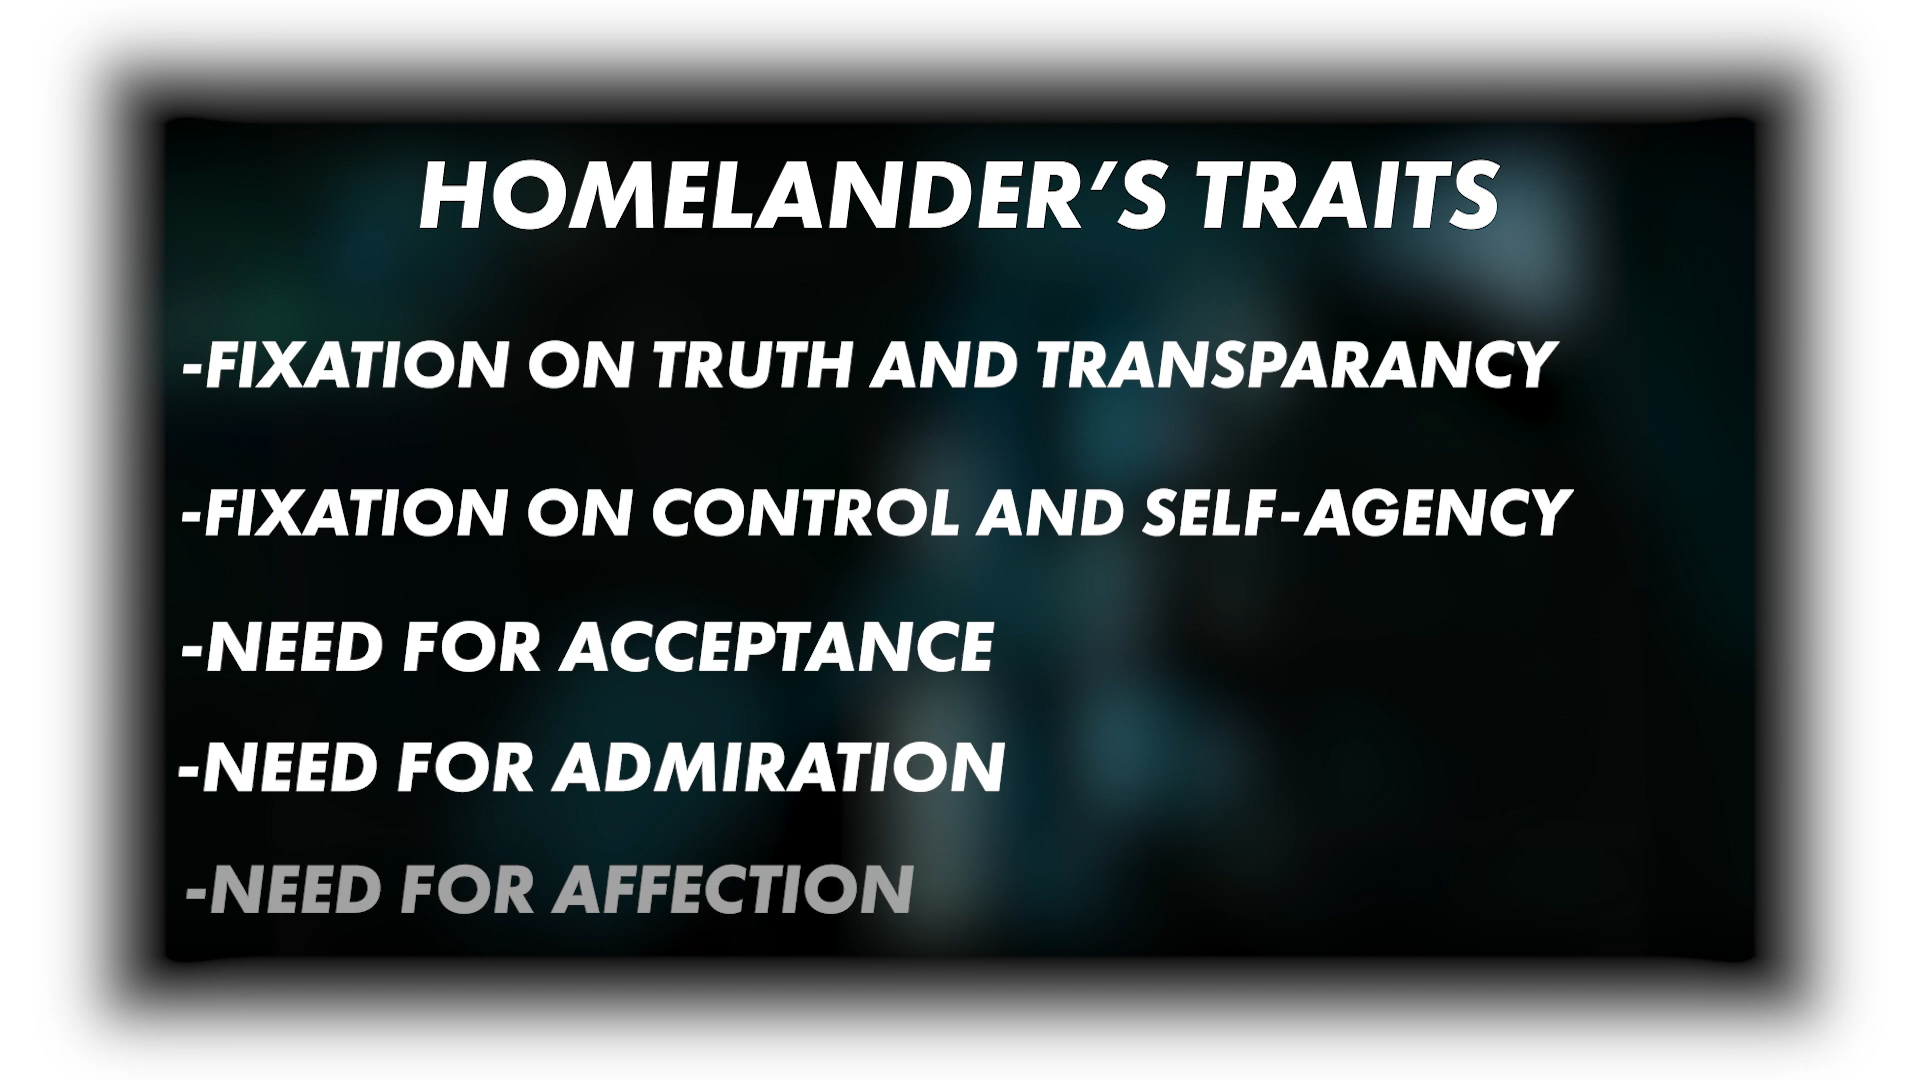 HOMELANDER’S TRAITS
-FIXATION ON TRUTH AND TRANSPARANCY
-FIXATION ON CONTROL AND SELF-AGENCY
-NEED FOR ACCEPTANCE
-NEED FOR ADMIRATION
-NEED FOR AFFECTION